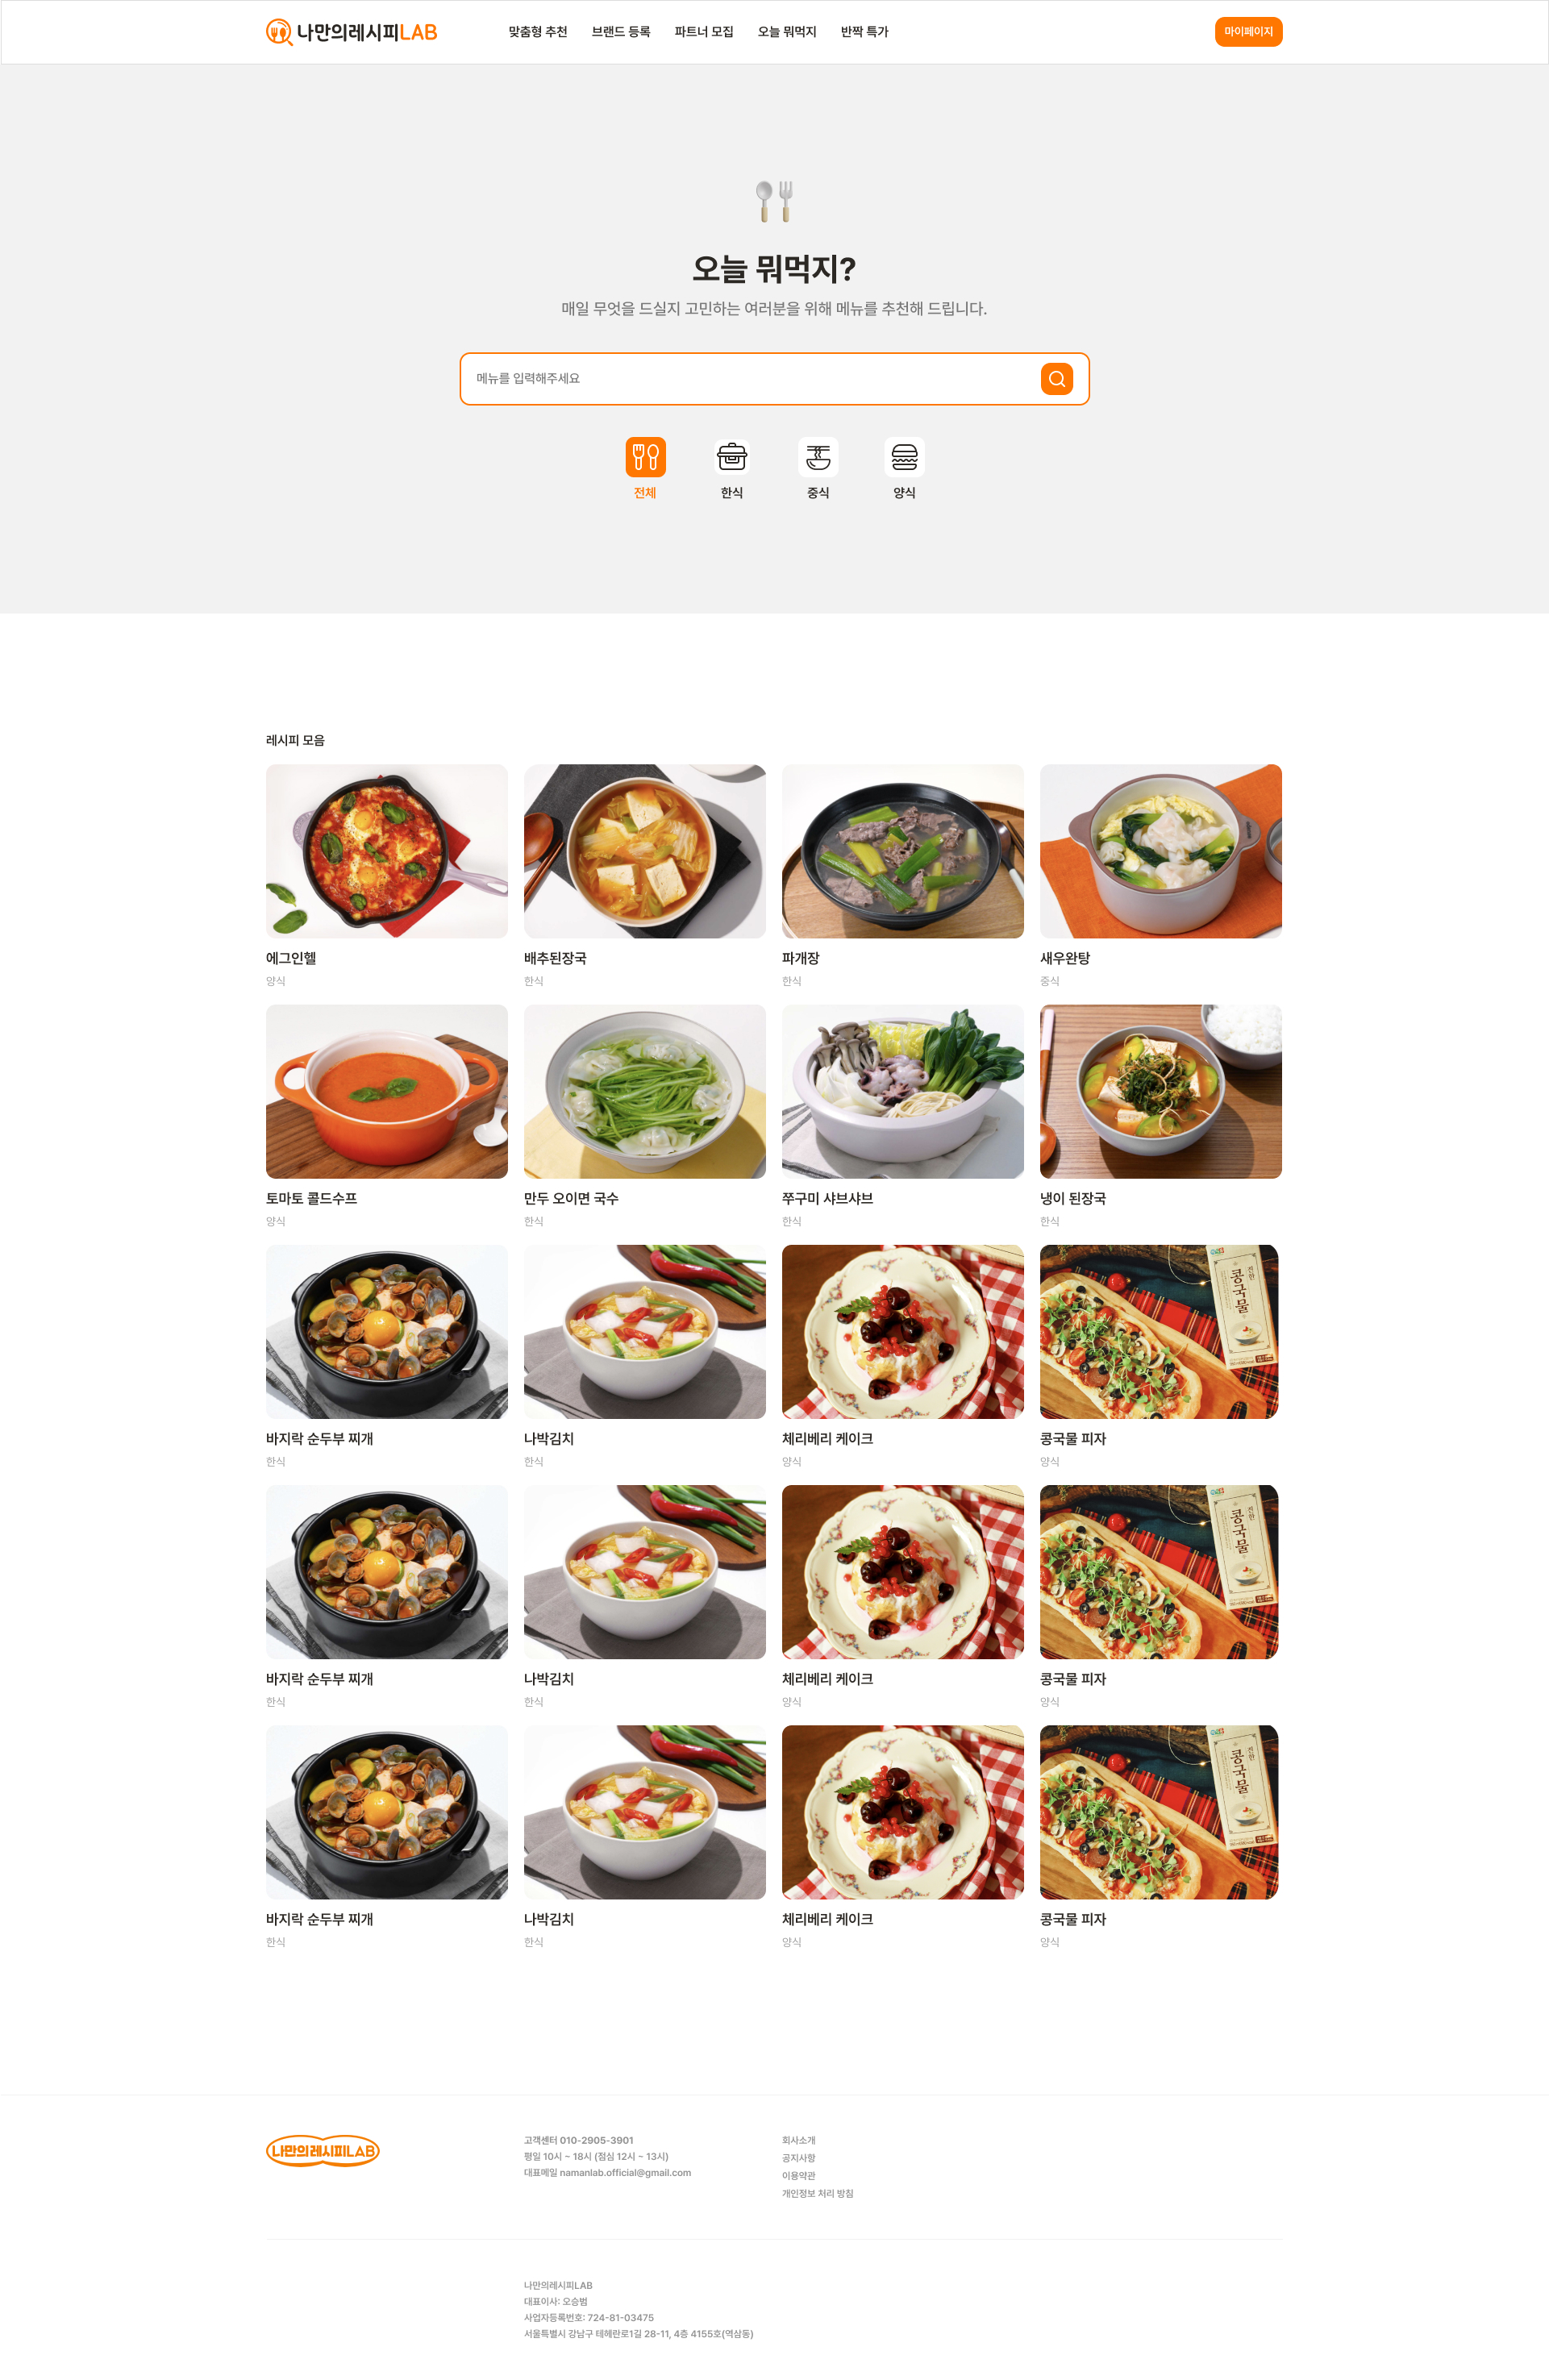 나만의레시피LAB
맞춤형 추천
브랜드 등록
파트너 모집
오늘 뭐먹지
반짝 특가
마이페이지
오늘 뭐먹지?
매일 무엇을 드실지 고민하는 여러분을 위해 메뉴를 추천해 드립니다.
메뉴를 입력해주세요
전체
한식
중식
양식
레시피 모음
에그인헬
양식
배추된장국
한식
파개장
한식
새우완탕
중식
토마토 콜드수프
양식
만두 오이면 국수
한식
쭈구미 샤브샤브
한식
냉이 된장국
한식
진한
콩국물
바지락 순두부 찌개
한식
나박김치
한식
체리베리 케이크
양식
콩국물 피자
양식
진한
콩국물
바지락 순두부 찌개
한식
나박김치
한식
체리베리 케이크
양식
콩국물 피자
양식
진한
콩국물
바지락 순두부 찌개
한식
나박김치
한식
체리베리 케이크
양식
콩국물 피자
양식
나만의레시피LAB
고객센터 010-2905-3901
평일 10시 ~ 18시 (점심 12시 ~ 13시)
대표메일 namanlab.official@gmail.com
회사소개
공지사항
이용약관
개인정보 처리 방침
나만의레시피LAB
대표이사: 오승범
사업자등록번호: 724-81-03475
서울특별시 강남구 테헤란로1길 28-11, 4층 4155호(역삼동)